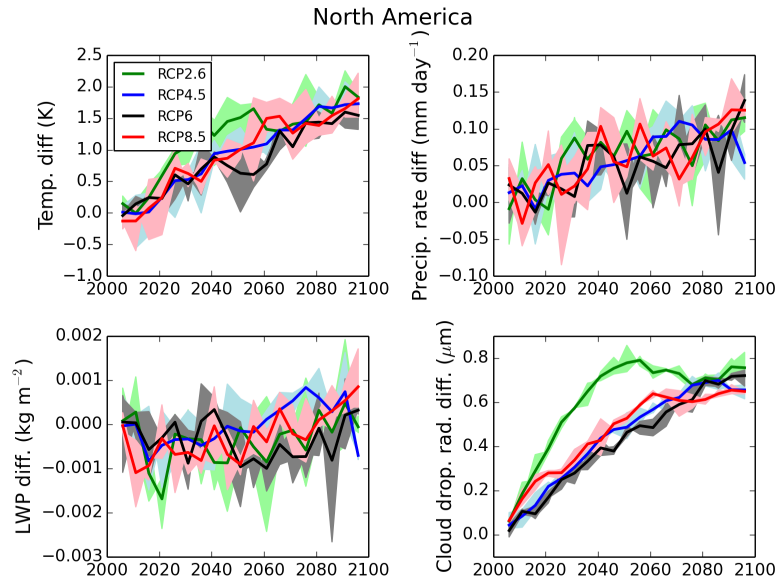 North America
Temp. diff (K)
2.5
2.0
1.5
1.0
0.5
0.0
−0.5
−1.0
RCP2.6
RCP4.5
RCP6
RCP8.5
2000 2020 2040 2060 2080 2100
Precip. rate diff (mm day⁻¹)
0.20
0.15
0.10
0.05
0.00
−0.05
−0.10
2000 2020 2040 2060 2080 2100
LWP diff. (kg m⁻²)
0.002
0.001
0.000
−0.001
−0.002
−0.003
2000 2020 2040 2060 2080 2100
Cloud drop. rad. diff. (μm)
0.8
0.6
0.4
0.2
0.0
2000 2020 2040 2060 2080 2100